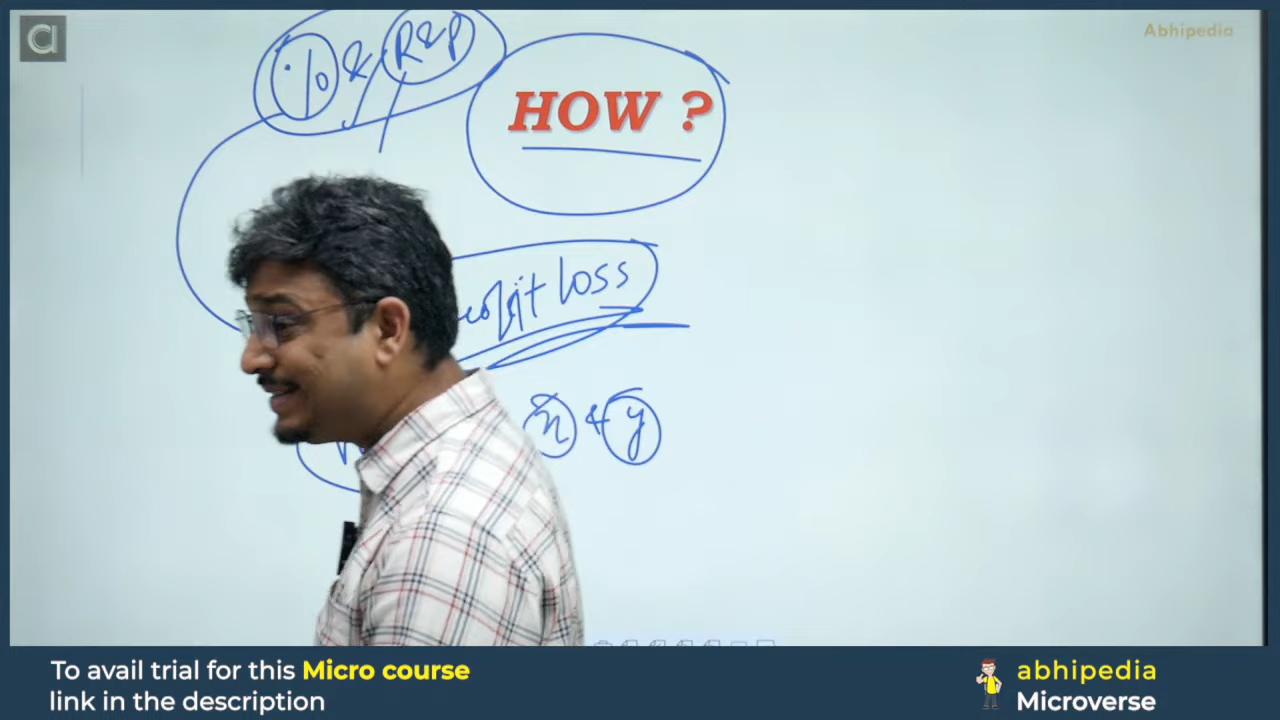 Abhipedia
% & R&P
HOW ?
loss
x & y
To avail trial for this Micro course
link in the description
abhipedia
Microverse